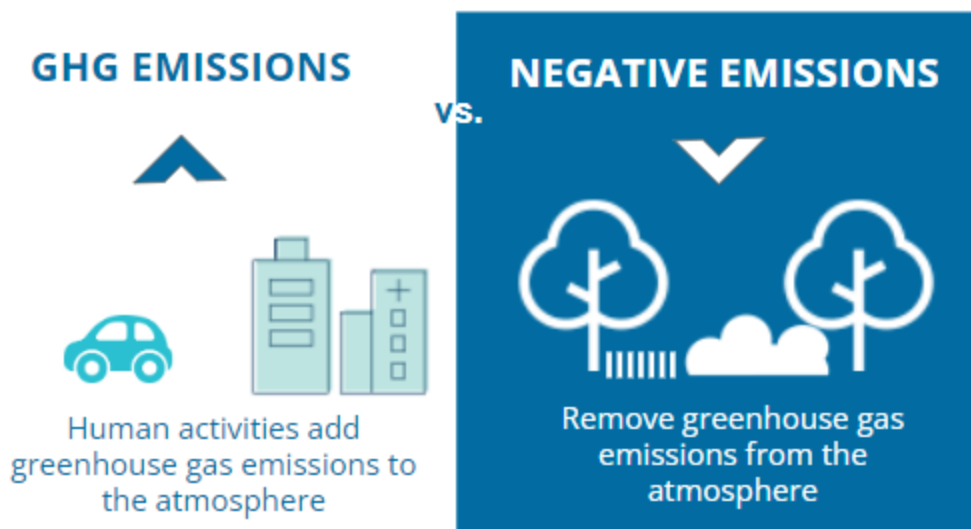 GHG EMISSIONS
Human activities add
greenhouse gas emissions to
the atmosphere
vs.
NEGATIVE EMISSIONS
Remove greenhouse gas
emissions from the
atmosphere